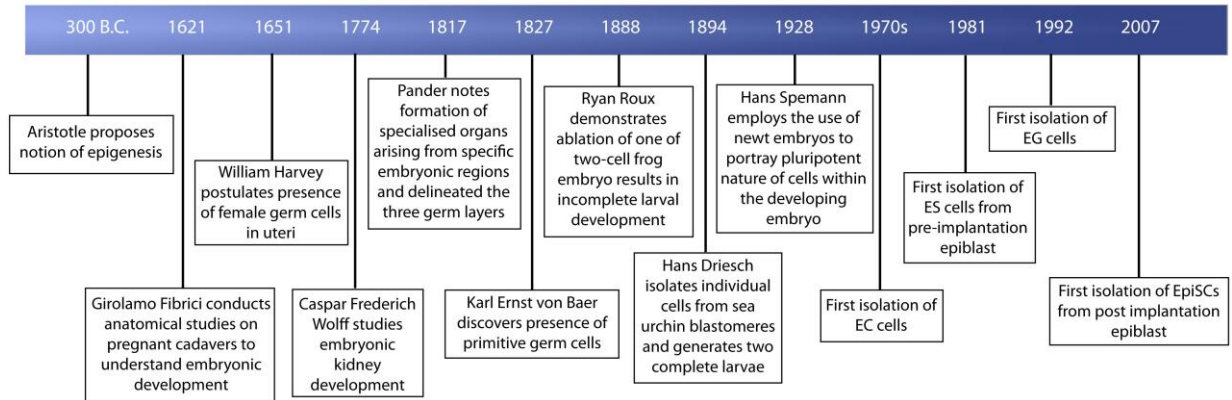 300 B.C. 1621 1651 1774 1817 1827 1888 1894 1928 1970s 1981 1992 2007
Aristotle proposes
notion of epigenesis
Girolamo Fibrici conducts
anatomical studies on
pregnant cadavers to
understand embryonic
development
William Harvey
postulates presence
of female germ cells
in uteri
Caspar Frederich
Wolff studies
embryonic
kidney
development
Pander notes
formation of
specialised organs
arising from specific
embryonic regions
and delineated the
three germ layers
Karl Ernst von Baer
discovers presence of
primitive germ cells
Ryan Roux
demonstrates
ablation of one of
two-cell frog
embryo results in
incomplete larval
development
Hans Driesch
isolates individual
cells from sea
urchin blastomeres
and generates two
complete larvae
Hans Spemann
employs the use of
newt embryos to
portray pluripotent
nature of cells within
the developing
embryo
First isolation of
EC cells
First isolation of
ES cells from
pre-implantation
epiblast
First isolation of
EG cells
First isolation of EpiSCs
from post implantation
epiblast